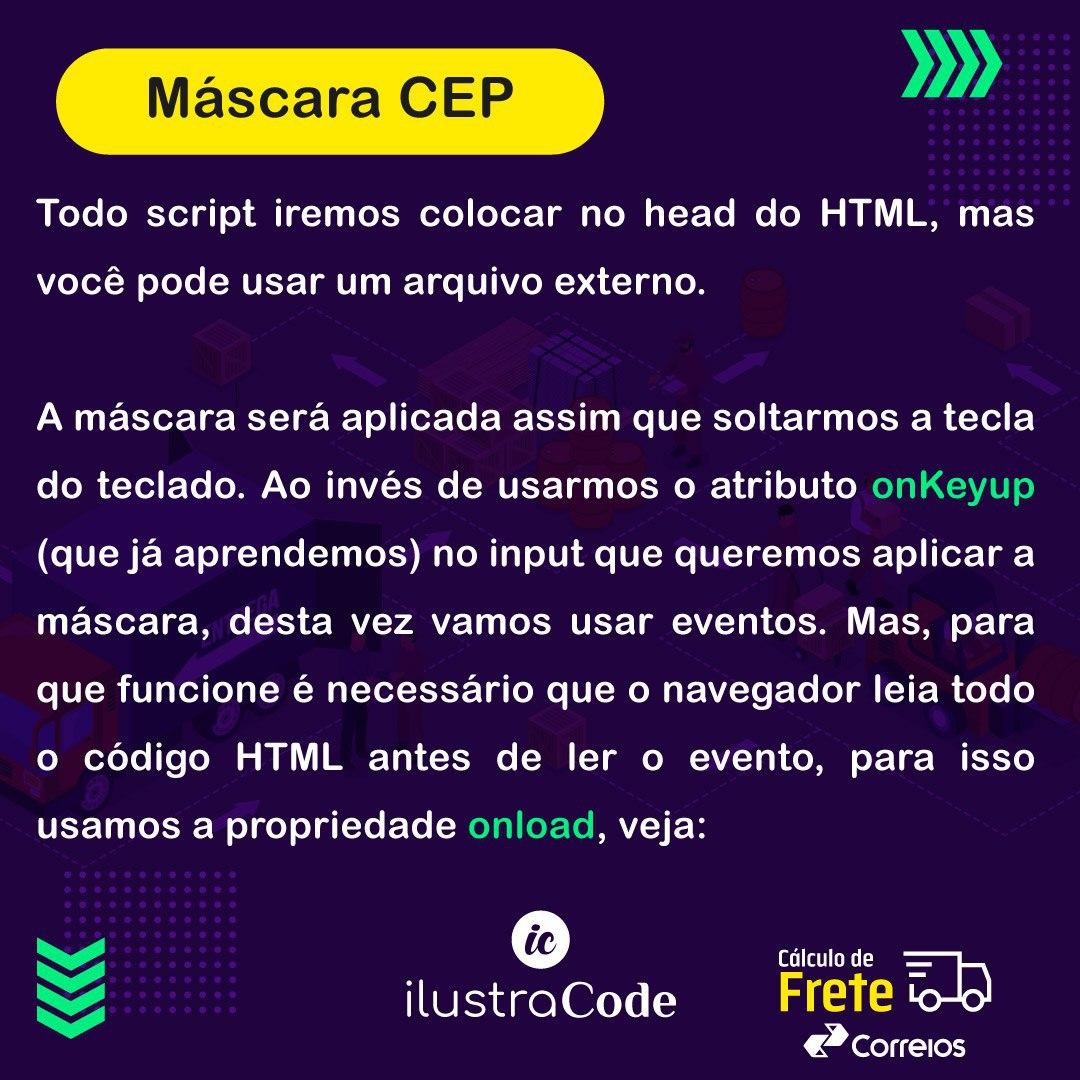 Máscara CEP
Todo script iremos colocar no head do HTML, mas
você pode usar um arquivo externo.
A máscara será aplicada assim que soltarmos a tecla
do teclado. Ao invés de usarmos o atributo onKeyup
(que já aprendemos) no input que queremos aplicar a
máscara, desta vez vamos usar eventos. Mas, para
que funcione é necessário que o navegador leia todo
o código HTML antes de ler o evento, para isso
usamos a propriedade onload, veja:
ic
ilustraCode
Cálculo de
Frete
Correios